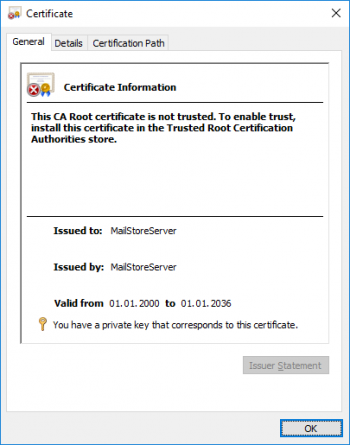 Certificate
General Details Certification Path
Certificate Information
This CA Root certificate is not trusted. To enable trust,
install this certificate in the Trusted Root Certification
Authorities store.
Issued to: MailStoreServer
Issued by: MailStoreServer
Valid from 01.01.2000 to 01.01.2036
You have a private key that corresponds to this certificate.
Issuer Statement
OK